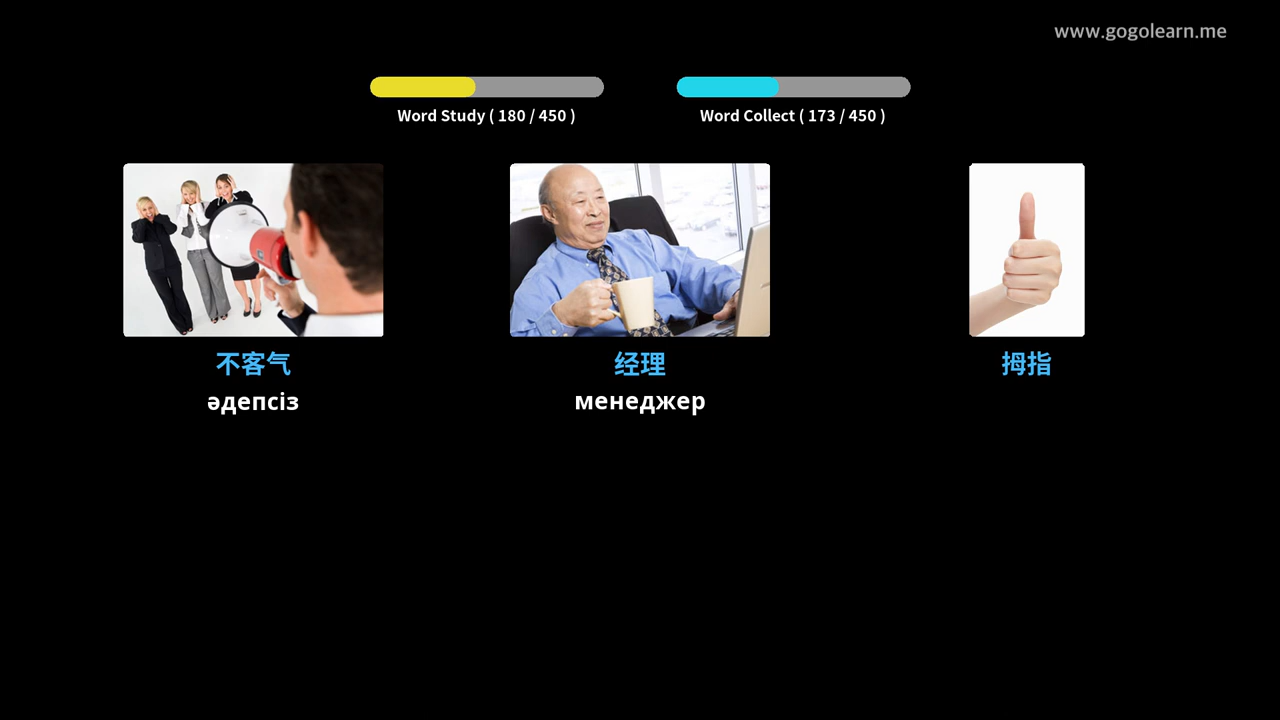 www.gogolearn.me
Word Study ( 180 / 450 )
Word Collect ( 173 / 450 )
不客气
әдепсіз
经理
менеджер
拇指